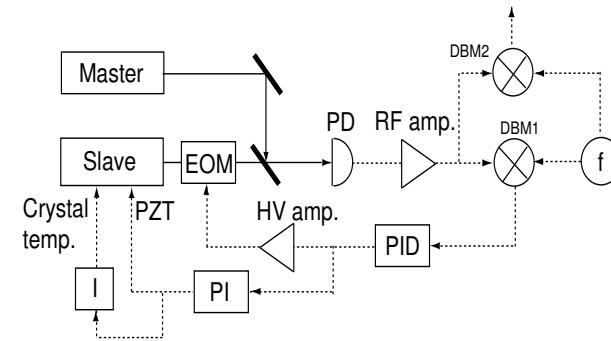 DBM2
Master
PD
RF amp.
DBM1
Slave
EOM
f
Crystal
temp.
PZT
HV amp.
PID
I
PI